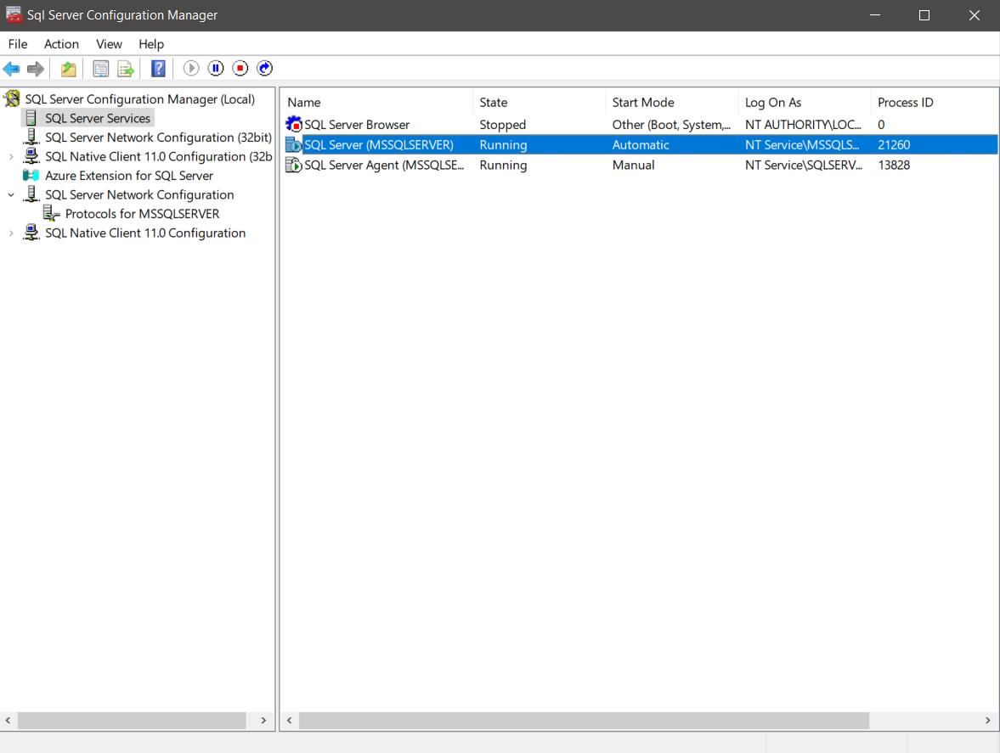 Sql Server Configuration Manager
File Action View Help
SQL Server Configuration Manager (Local)
SQL Server Services
SQL Server Network Configuration (32bit)
SQL Native Client 11.0 Configuration (32b
Azure Extension for SQL Server
SQL Server Network Configuration
Protocols for MSSQLSERVER
SQL Native Client 11.0 Configuration
Name State Start Mode Log On As Process ID
SQL Server Browser Stopped Other (Boot, System,... NT AUTHORITY\LOC... 0
SQL Server (MSSQLSERVER) Running Automatic NT Service\MSSQLS... 21260
SQL Server Agent (MSSQLSE... Running Manual NT Service\SQLSERV... 13828